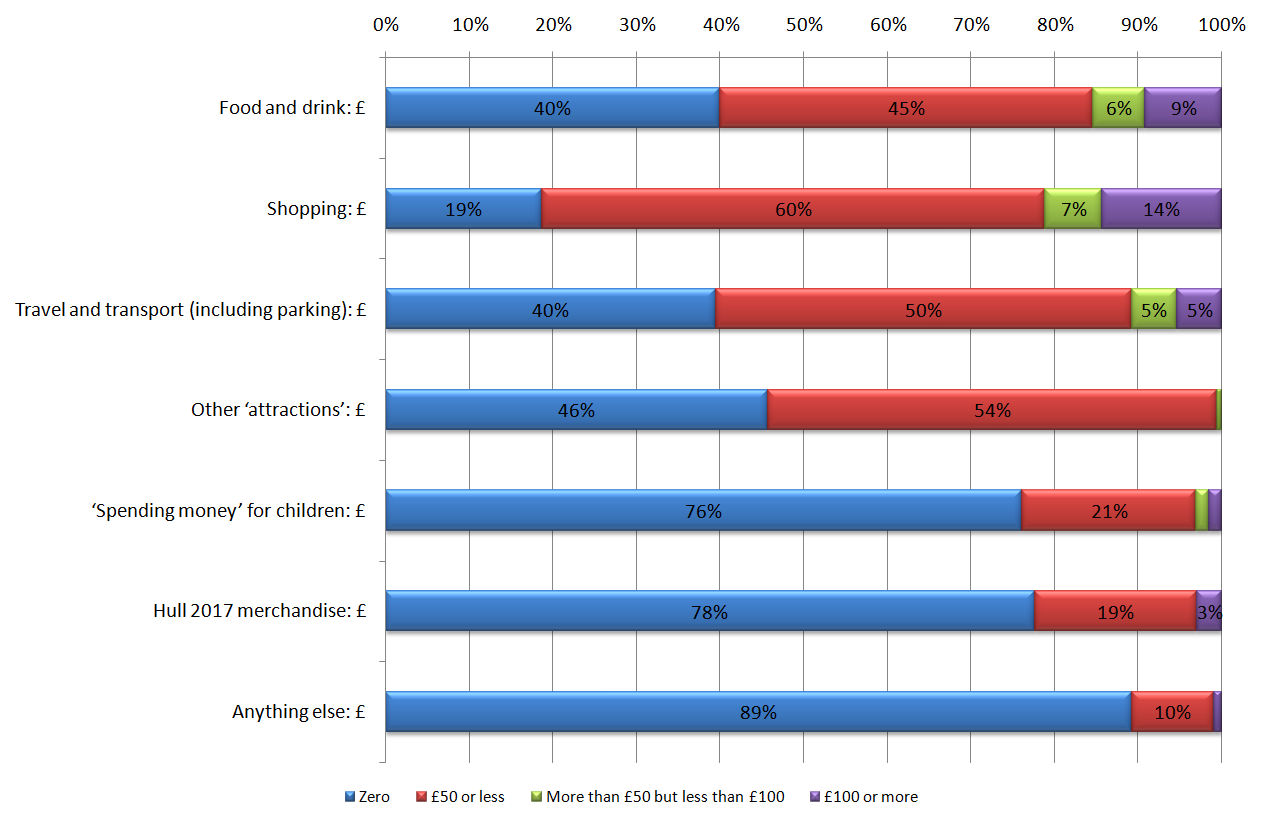 0% 10% 20% 30% 40% 50% 60% 70% 80% 90% 100%
Food and drink: £ 40% 45% 6% 9%
Shopping: £ 19% 60% 7% 14%
Travel and transport (including parking): £ 40% 50% 5% 5%
Other ‘attractions’: £ 46% 54%
‘Spending money’ for children: £ 76% 21%
Hull 2017 merchandise: £ 78% 19% 3%
Anything else: £ 89% 10%
Zero £50 or less More than £50 but less than £100 £100 or more